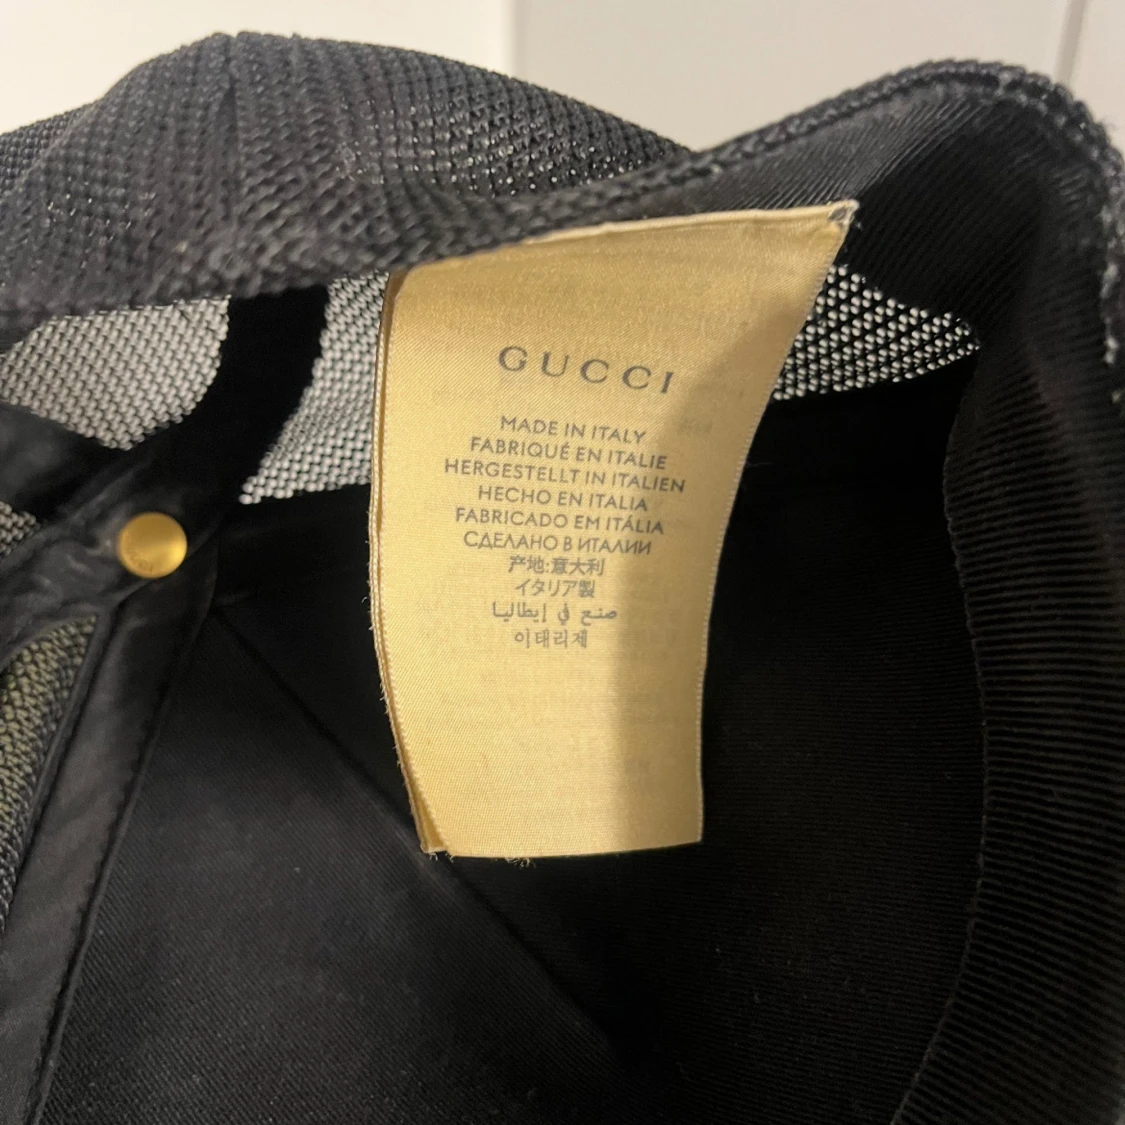 GUCCI
MADE IN ITALY
FABRIQUÉ EN ITALIE
HERGESTELLT IN ITALIEN
HECHO EN ITALIA
FABRICADO EM ITÁLIA
СДЕЛАНО В ИТАЛИИ
产地:意大利
イタリア製
صنع في إيطاليا
이태리제